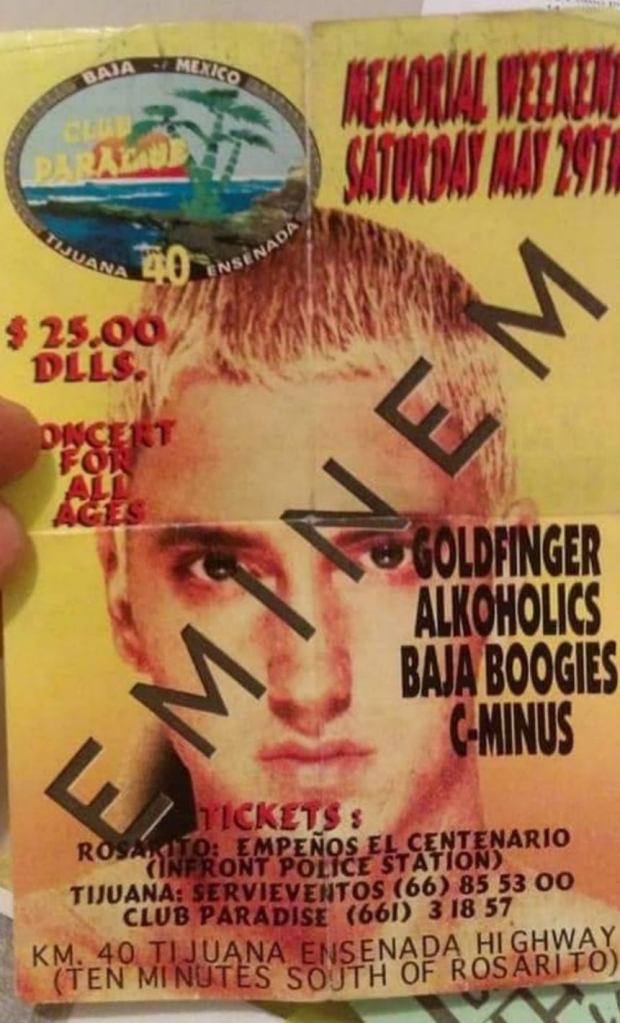 BAJA - MEXICO
CLUB
PARADISE
TIJUANA 40 ENSENADA
MEMORIAL WEEKEND
SATURDAY MAY 29TH
$ 25.00
DLLS.
ONCERT
FOR
ALL
AGES
EMINEM
GOLDFINGER
ALKOHOLICS
BAJA BOOGIES
C-MINUS
TICKETS :
ROSARITO: EMPEÑOS EL CENTENARIO
(INFRONT POLICE STATION)
TIJUANA: SERVIEVENTOS (66) 85 53 00
CLUB PARADISE (661) 3 18 57
KM. 40 TIJUANA ENSENADA HIGHWAY
(TEN MINUTES SOUTH OF ROSARITO)